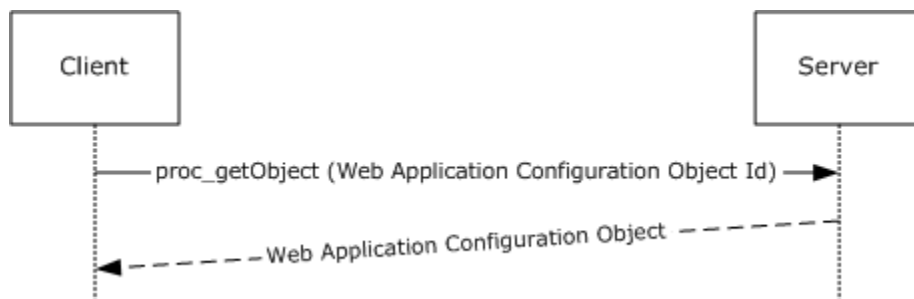 Client
Server
proc_getObject (Web Application Configuration Object Id)
Web Application Configuration Object